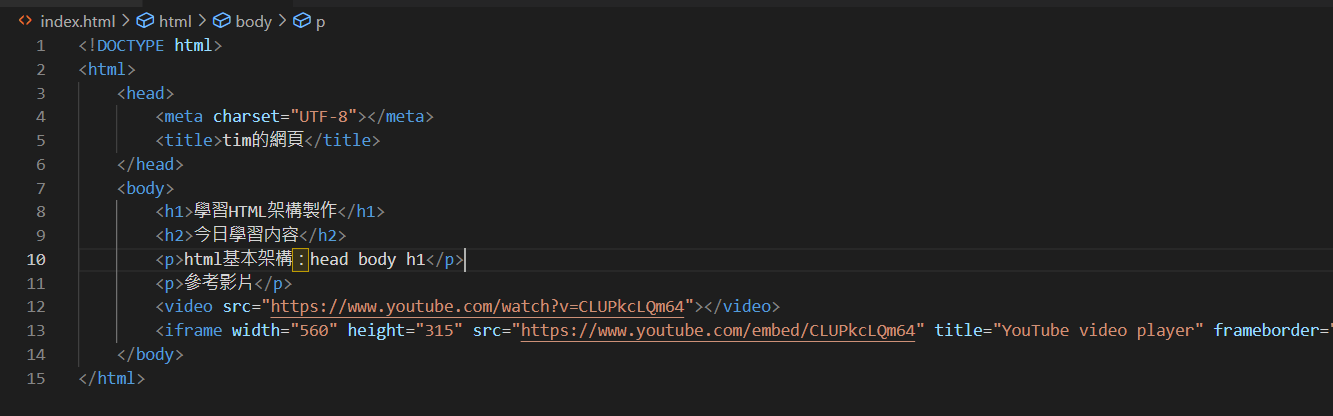 index.html > html > body > p
1 <!DOCTYPE html>
2 <html>
3 <head>
4 <meta charset="UTF-8"></meta>
5 <title>tim的網頁</title>
6 </head>
7 <body>
8 <h1>學習HTML架構製作</h1>
9 <h2>今日學習內容</h2>
10 <p>html基本架構：head body h1</p>
11 <p>參考影片</p>
12 <video src="https://www.youtube.com/watch?v=CLUPkcLQm64"></video>
13 <iframe width="560" height="315" src="https://www.youtube.com/embed/CLUPkcLQm64" title="YouTube video player" frameborder="
14 </body>
15 </html>